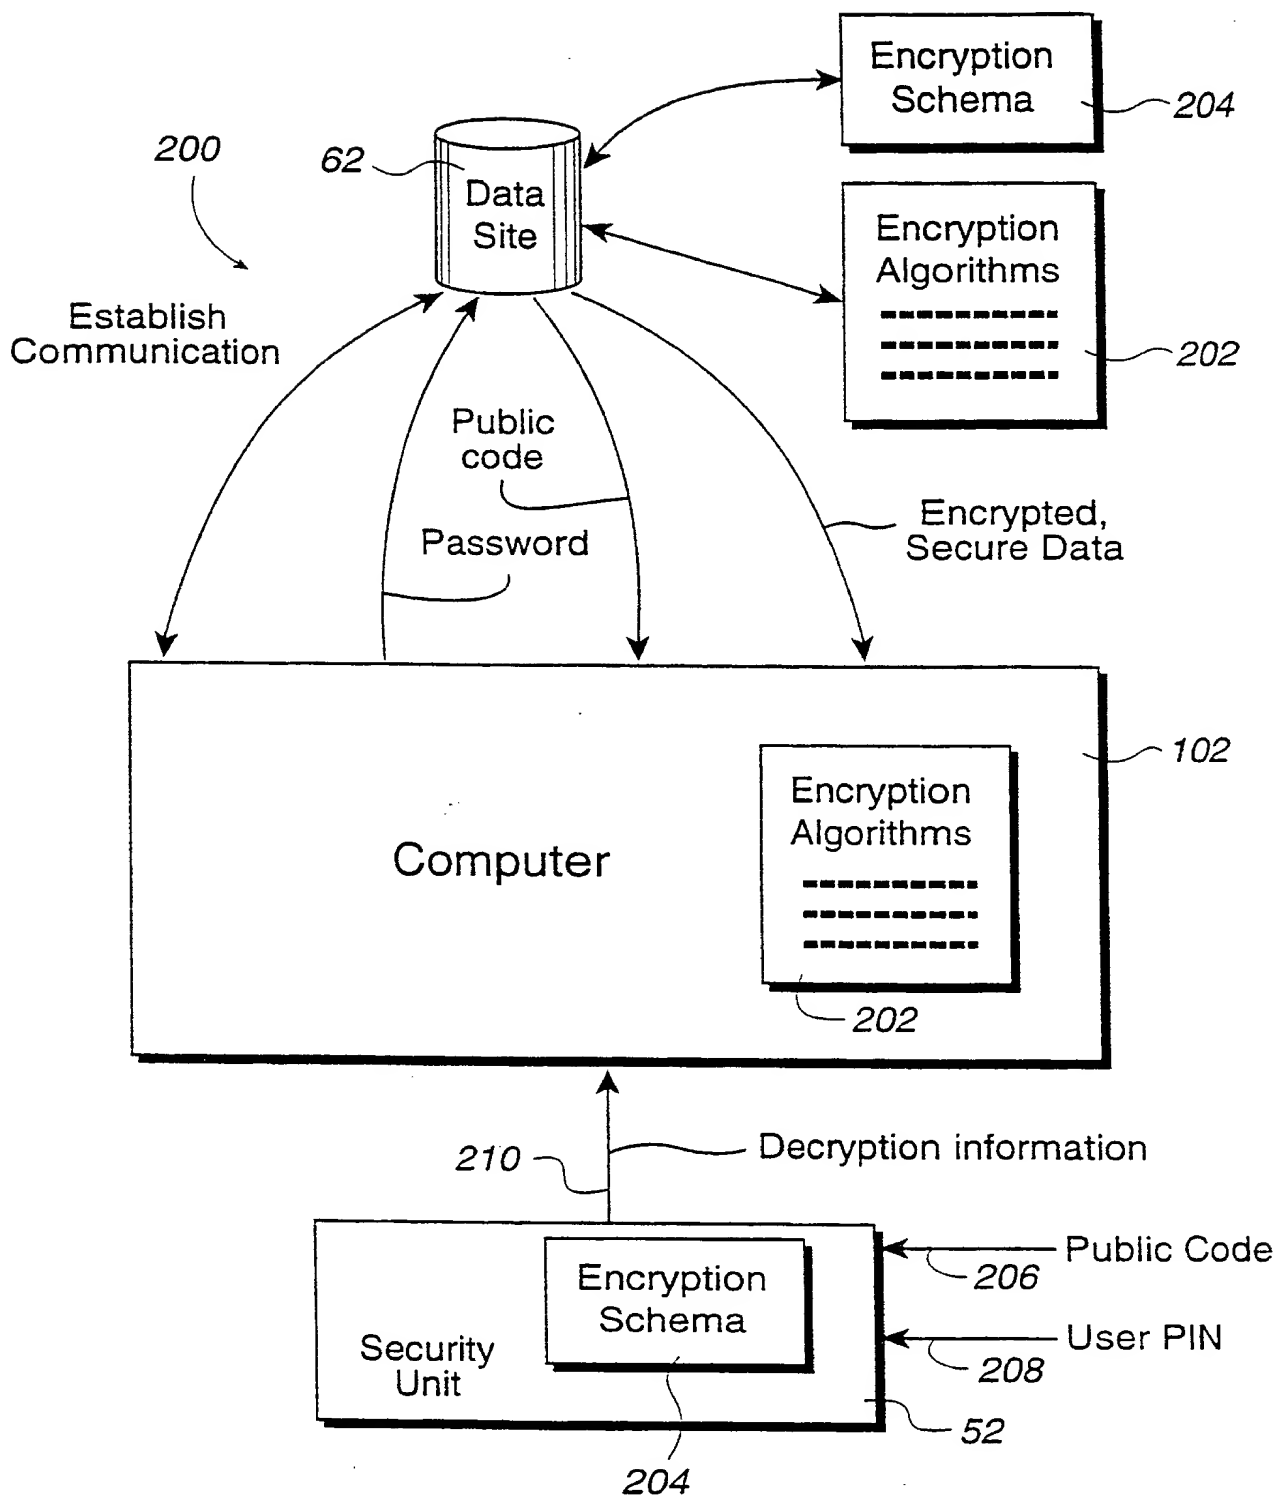 Encryption
Schema
204
200
62
Data
Site
Encryption
Algorithms
202
Establish
Communication
Public
code
Password
Encrypted,
Secure Data
102
Encryption
Algorithms
Computer
202
Decryption information
210
Public Code
206
Encryption
Schema
User PIN
208
Security
Unit
52
204